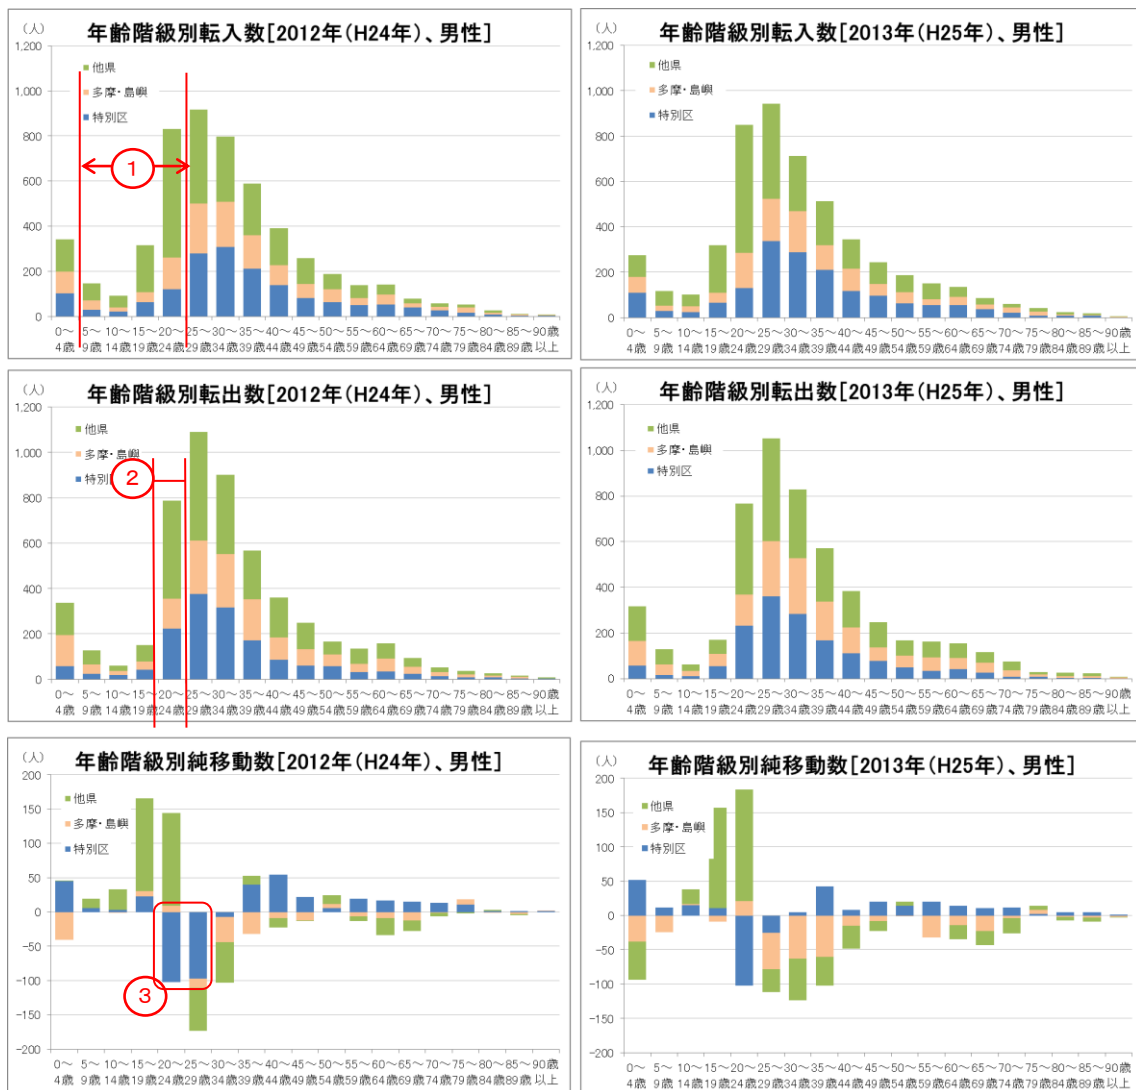 年齢階級別転入数[2012年(H24年)、男性]
(人)
1,200
1,000
800
600
400
200
0
他県
多摩・島嶼
特別区
①
0～ 5～ 10～ 15～ 20～ 25～ 30～ 35～ 40～ 45～ 50～ 55～ 60～ 65～ 70～ 75～ 80～ 85～ 90歳
4歳 9歳 14歳 19歳 24歳 29歳 34歳 39歳 44歳 49歳 54歳 59歳 64歳 69歳 74歳 79歳 84歳 89歳 以上
年齢階級別転入数[2013年(H25年)、男性]
(人)
1,200
1,000
800
600
400
200
0
他県
多摩・島嶼
特別区
0～ 5～ 10～ 15～ 20～ 25～ 30～ 35～ 40～ 45～ 50～ 55～ 60～ 65～ 70～ 75～ 80～ 85～ 90歳
4歳 9歳 14歳 19歳 24歳 29歳 34歳 39歳 44歳 49歳 54歳 59歳 64歳 69歳 74歳 79歳 84歳 89歳 以上
年齢階級別転出数[2012年(H24年)、男性]
(人)
1,200
1,000
800
600
400
200
0
他県
多摩・島嶼
特別区
②
0～ 5～ 10～ 15～ 20～ 25～ 30～ 35～ 40～ 45～ 50～ 55～ 60～ 65～ 70～ 75～ 80～ 85～ 90歳
4歳 9歳 14歳 19歳 24歳 29歳 34歳 39歳 44歳 49歳 54歳 59歳 64歳 69歳 74歳 79歳 84歳 89歳 以上
年齢階級別転出数[2013年(H25年)、男性]
(人)
1,200
1,000
800
600
400
200
0
他県
多摩・島嶼
特別区
0～ 5～ 10～ 15～ 20～ 25～ 30～ 35～ 40～ 45～ 50～ 55～ 60～ 65～ 70～ 75～ 80～ 85～ 90歳
4歳 9歳 14歳 19歳 24歳 29歳 34歳 39歳 44歳 49歳 54歳 59歳 64歳 69歳 74歳 79歳 84歳 89歳 以上
年齢階級別純移動数[2012年(H24年)、男性]
(人)
200
150
100
50
0
-50
-100
-150
-200
他県
多摩・島嶼
特別区
③
0～ 5～ 10～ 15～ 20～ 25～ 30～ 35～ 40～ 45～ 50～ 55～ 60～ 65～ 70～ 75～ 80～ 85～ 90歳
4歳 9歳 14歳 19歳 24歳 29歳 34歳 39歳 44歳 49歳 54歳 59歳 64歳 69歳 74歳 79歳 84歳 89歳 以上
年齢階級別純移動数[2013年(H25年)、男性]
(人)
200
150
100
50
0
-50
-100
-150
-200
他県
多摩・島嶼
特別区
0～ 5～ 10～ 15～ 20～ 25～ 30～ 35～ 40～ 45～ 50～ 55～ 60～ 65～ 70～ 75～ 80～ 85～ 90歳
4歳 9歳 14歳 19歳 24歳 29歳 34歳 39歳 44歳 49歳 54歳 59歳 64歳 69歳 74歳 79歳 84歳 89歳 以上